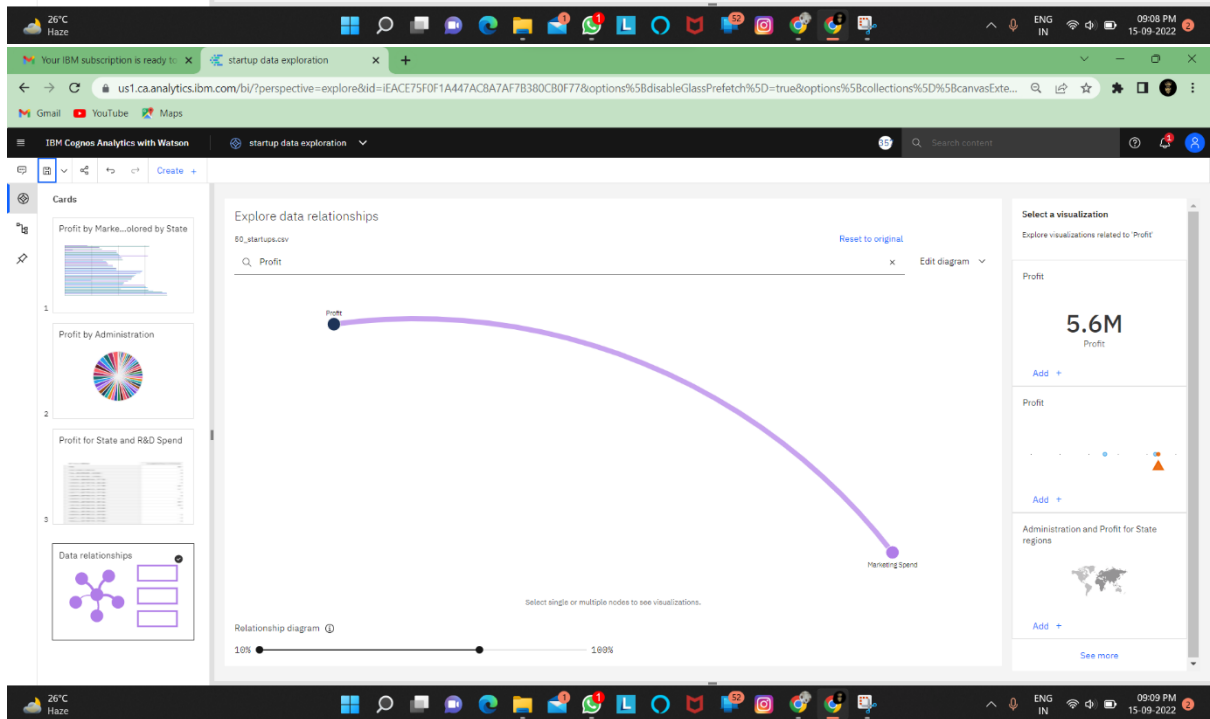 26°C
Haze
52
ENG
IN
09:08 PM
15-09-2022
2
Your IBM subscription is ready to
startup data exploration
us1.ca.analytics.ibm.com/bi/?perspective=explore&id=iEACE75F0F1A447AC8A7AF7B380CB0F77&options%5BdisableGlassPrefetch%5D=true&options%5Bcollections%5D%5BcanvasExte...
Gmail YouTube Maps
IBM Cognos Analytics with Watson
startup data exploration
Search content
1
Create +
Cards
Profit by Marke...olored by State
1
Profit by Administration
2
Profit for State and R&D Spend
3
Data relationships
Explore data relationships
50_startups.csv
Reset to original
Profit
Edit diagram
Profit
Marketing Spend
Select single or multiple nodes to see visualizations.
Relationship diagram
10% 100%
Select a visualization
Explore visualizations related to 'Profit'
Profit
5.6M
Profit
Add +
Profit
Add +
Administration and Profit for State
regions
Add +
See more
26°C
Haze
52
ENG
IN
09:09 PM
15-09-2022
2